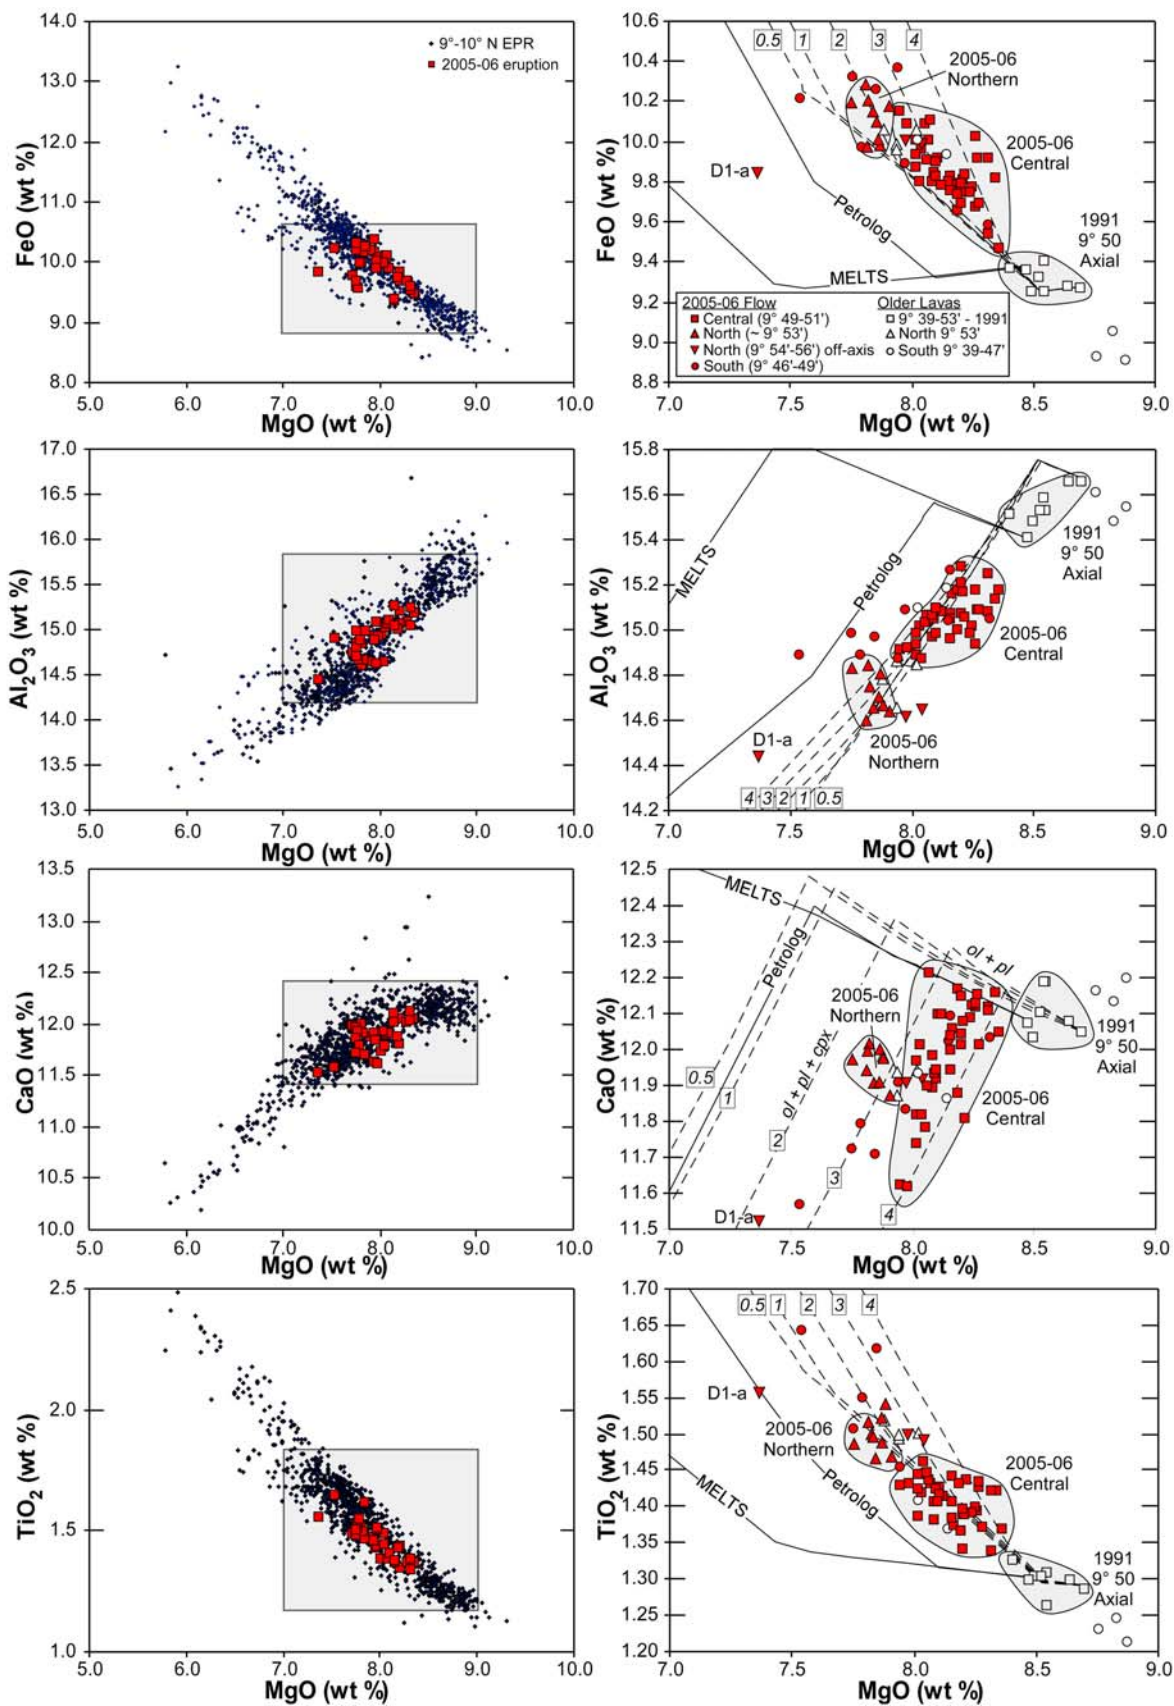 14.0
13.0
12.0
11.0
10.0
9.0
8.0
FeO (wt %)
9°-10° N EPR
2005-06 eruption
5.0 6.0 7.0 8.0 9.0 10.0
MgO (wt %)
10.6
10.4
10.2
10.0
9.8
9.6
9.4
9.2
9.0
8.8
FeO (wt %)
0.5 1 2 3 4
2005-06
Northern
2005-06
Central
D1-a
Petrolog
MELTS
1991
9° 50
Axial
2005-06 Flow
Central (9° 49-51')
North (~ 9° 53')
North (9° 54'-56') off-axis
South (9° 46'-49')
Older Lavas
9° 39-53' - 1991
North 9° 53'
South 9° 39-47'
7.0 7.5 8.0 8.5 9.0
MgO (wt %)
17.0
16.5
16.0
15.5
15.0
14.5
14.0
13.5
13.0
Al2O3 (wt %)
5.0 6.0 7.0 8.0 9.0 10.0
MgO (wt %)
15.8
15.6
15.4
15.2
15.0
14.8
14.6
14.4
14.2
Al2O3 (wt %)
MELTS
Petrolog
1991
9° 50
Axial
2005-06
Central
2005-06
Northern
D1-a
4 3 2 1 0.5
7.0 7.5 8.0 8.5 9.0
MgO (wt %)
13.5
13.0
12.5
12.0
11.5
11.0
10.5
10.0
CaO (wt %)
5.0 6.0 7.0 8.0 9.0 10.0
MgO (wt %)
12.5
12.4
12.3
12.2
12.1
12.0
11.9
11.8
11.7
11.6
11.5
CaO (wt %)
MELTS
Petrolog
ol + pl
2005-06
Northern
1991
9° 50
Axial
ol + pl + cpx
2005-06
Central
0.5
1
2
3
4
D1-a
7.0 7.5 8.0 8.5 9.0
MgO (wt %)
2.5
2.0
1.5
1.0
TiO2 (wt %)
5.0 6.0 7.0 8.0 9.0 10.0
MgO (wt %)
1.70
1.65
1.60
1.55
1.50
1.45
1.40
1.35
1.30
1.25
1.20
TiO2 (wt %)
0.5 1 2 3 4
D1-a
2005-06
Northern
2005-06
Central
Petrolog
MELTS
1991
9° 50
Axial
7.0 7.5 8.0 8.5 9.0
MgO (wt %)